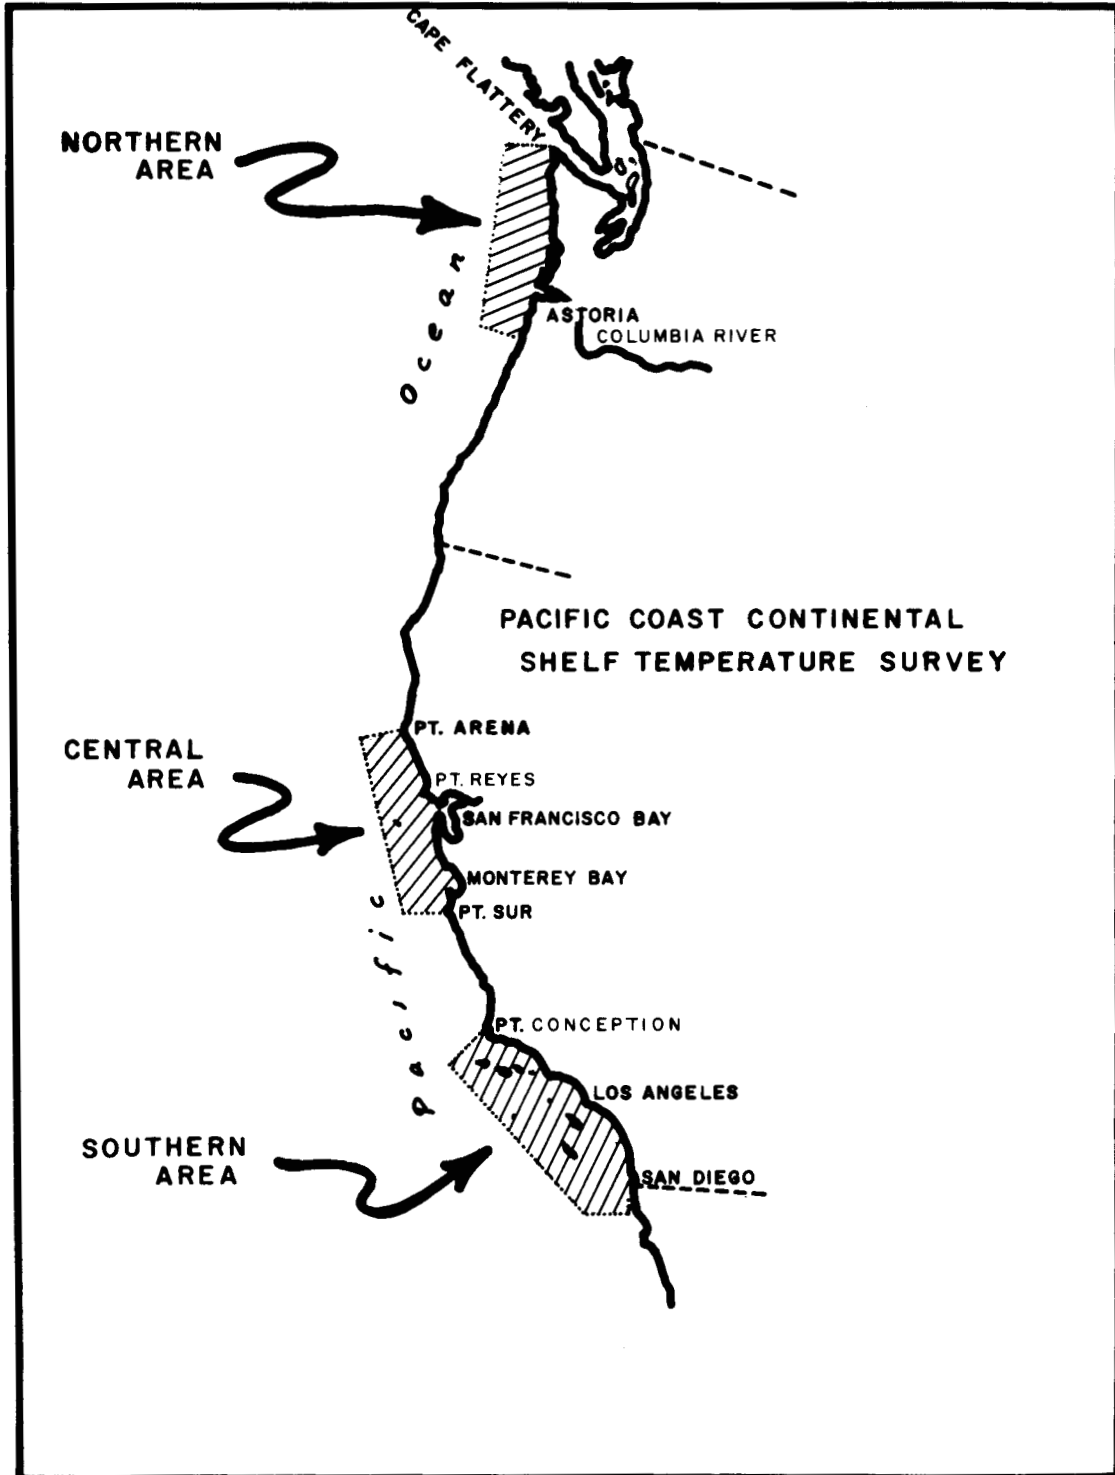 CAPE FLATTERY
NORTHERN
AREA
Ocean
ASTORIA
COLUMBIA RIVER
PACIFIC COAST CONTINENTAL
SHELF TEMPERATURE SURVEY
PT. ARENA
CENTRAL
AREA
PT. REYES
SAN FRANCISCO BAY
MONTEREY BAY
PT. SUR
Pacific
PT. CONCEPTION
LOS ANGELES
SOUTHERN
AREA
SAN DIEGO